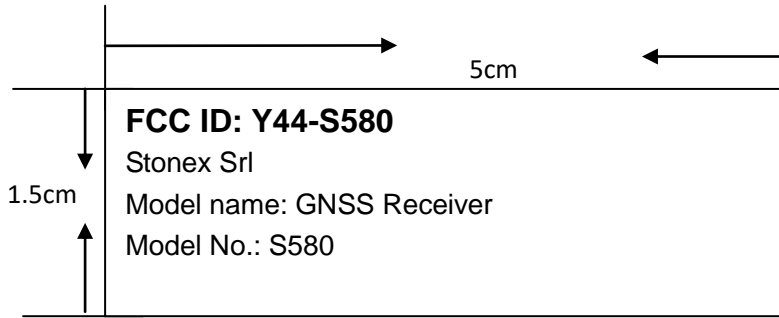 5cm
FCC ID: Y44-S580
Stonex Srl
1.5cm
Model name: GNSS Receiver
Model No.: S580